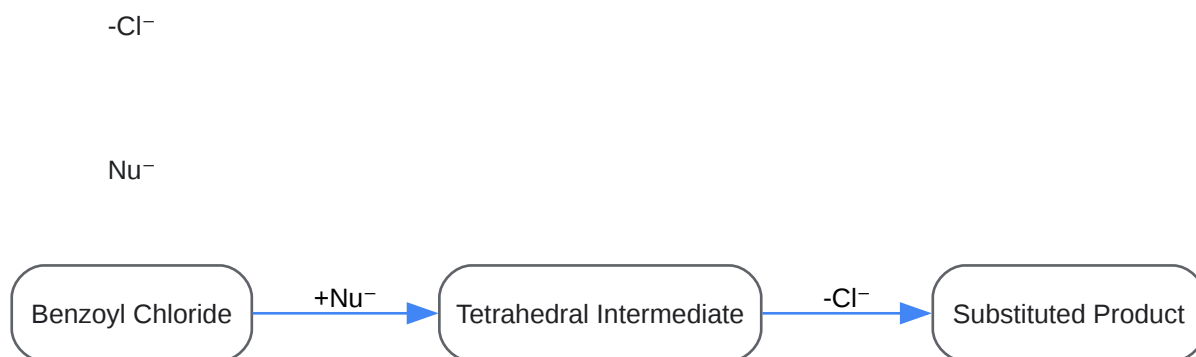 -Cl⁻
Nu⁻
+Nu⁻
-Cl⁻
Benzoyl Chloride
Tetrahedral Intermediate
Substituted Product